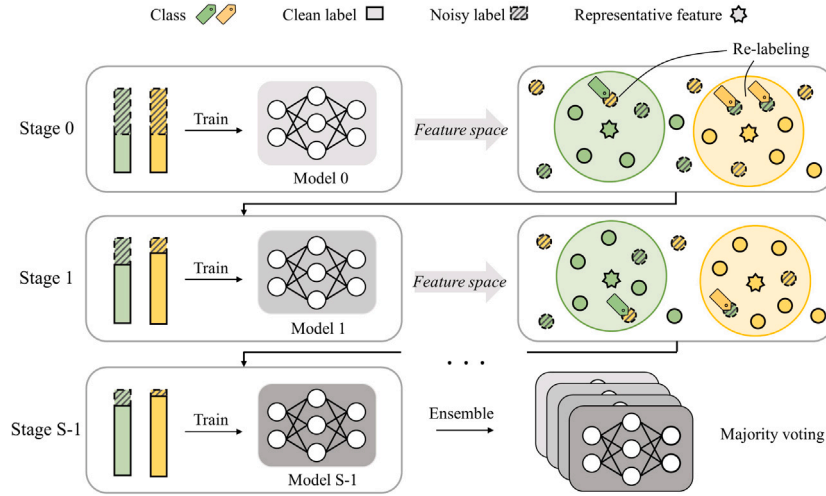 Class
Clean label
Noisy label
Representative feature
Re-labeling
Stage 0
Train
Model 0
Feature space
Stage 1
Train
Model 1
Feature space
. . .
Stage S-1
Train
Model S-1
Ensemble
Majority voting